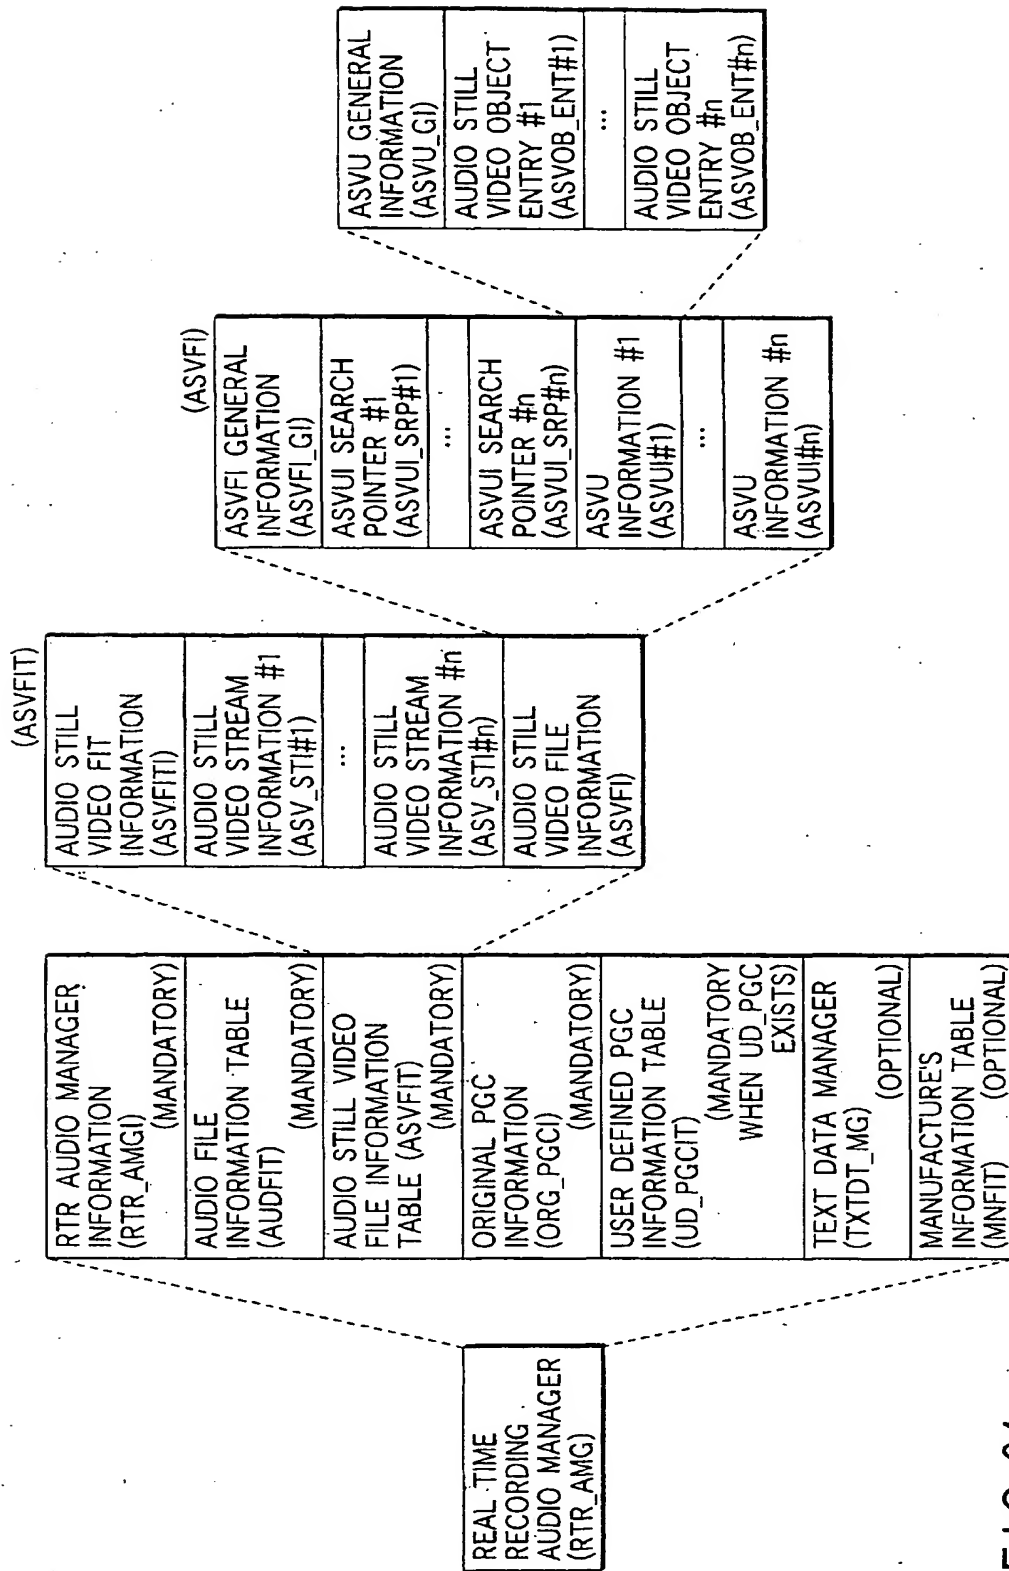 REAL TIME
RECORDING
AUDIO MANAGER
(RTR_AMG)
RTR AUDIO MANAGER
INFORMATION
(RTR_AMGI)
(MANDATORY)
AUDIO FILE
INFORMATION TABLE
(AUDFIT)
(MANDATORY)
AUDIO STILL VIDEO
FILE INFORMATION
TABLE (ASVFIT)
(MANDATORY)
ORIGINAL PGC
INFORMATION
(ORG_PGCI)
(MANDATORY)
USER DEFINED PGC
INFORMATION TABLE
(UD_PGCIT)
(MANDATORY
WHEN UD_PGC
EXISTS)
TEXT DATA MANAGER
(TXTDT_MG)
(OPTIONAL)
MANUFACTURE'S
INFORMATION TABLE
(MNFIT) (OPTIONAL)
(ASVFIT)
AUDIO STILL
VIDEO FIT
INFORMATION
(ASVFITI)
AUDIO STILL
VIDEO STREAM
INFORMATION #1
(ASV_STI#1)
...
AUDIO STILL
VIDEO STREAM
INFORMATION #n
(ASV_STI#n)
AUDIO STILL
VIDEO FILE
INFORMATION
(ASVFI)
(ASVFI)
ASVFI GENERAL
INFORMATION
(ASVFI_GI)
ASVUI SEARCH
POINTER #1
(ASVUI_SRP#1)
...
ASVUI SEARCH
POINTER #n
(ASVUI_SRP#n)
ASVU
INFORMATION #1
(ASVUI#1)
...
ASVU
INFORMATION #n
(ASVUI#n)
ASVU GENERAL
INFORMATION
(ASVU_GI)
AUDIO STILL
VIDEO OBJECT
ENTRY #1
(ASVOB_ENT#1)
...
AUDIO STILL
VIDEO OBJECT
ENTRY #n
(ASVOB_ENT#n)